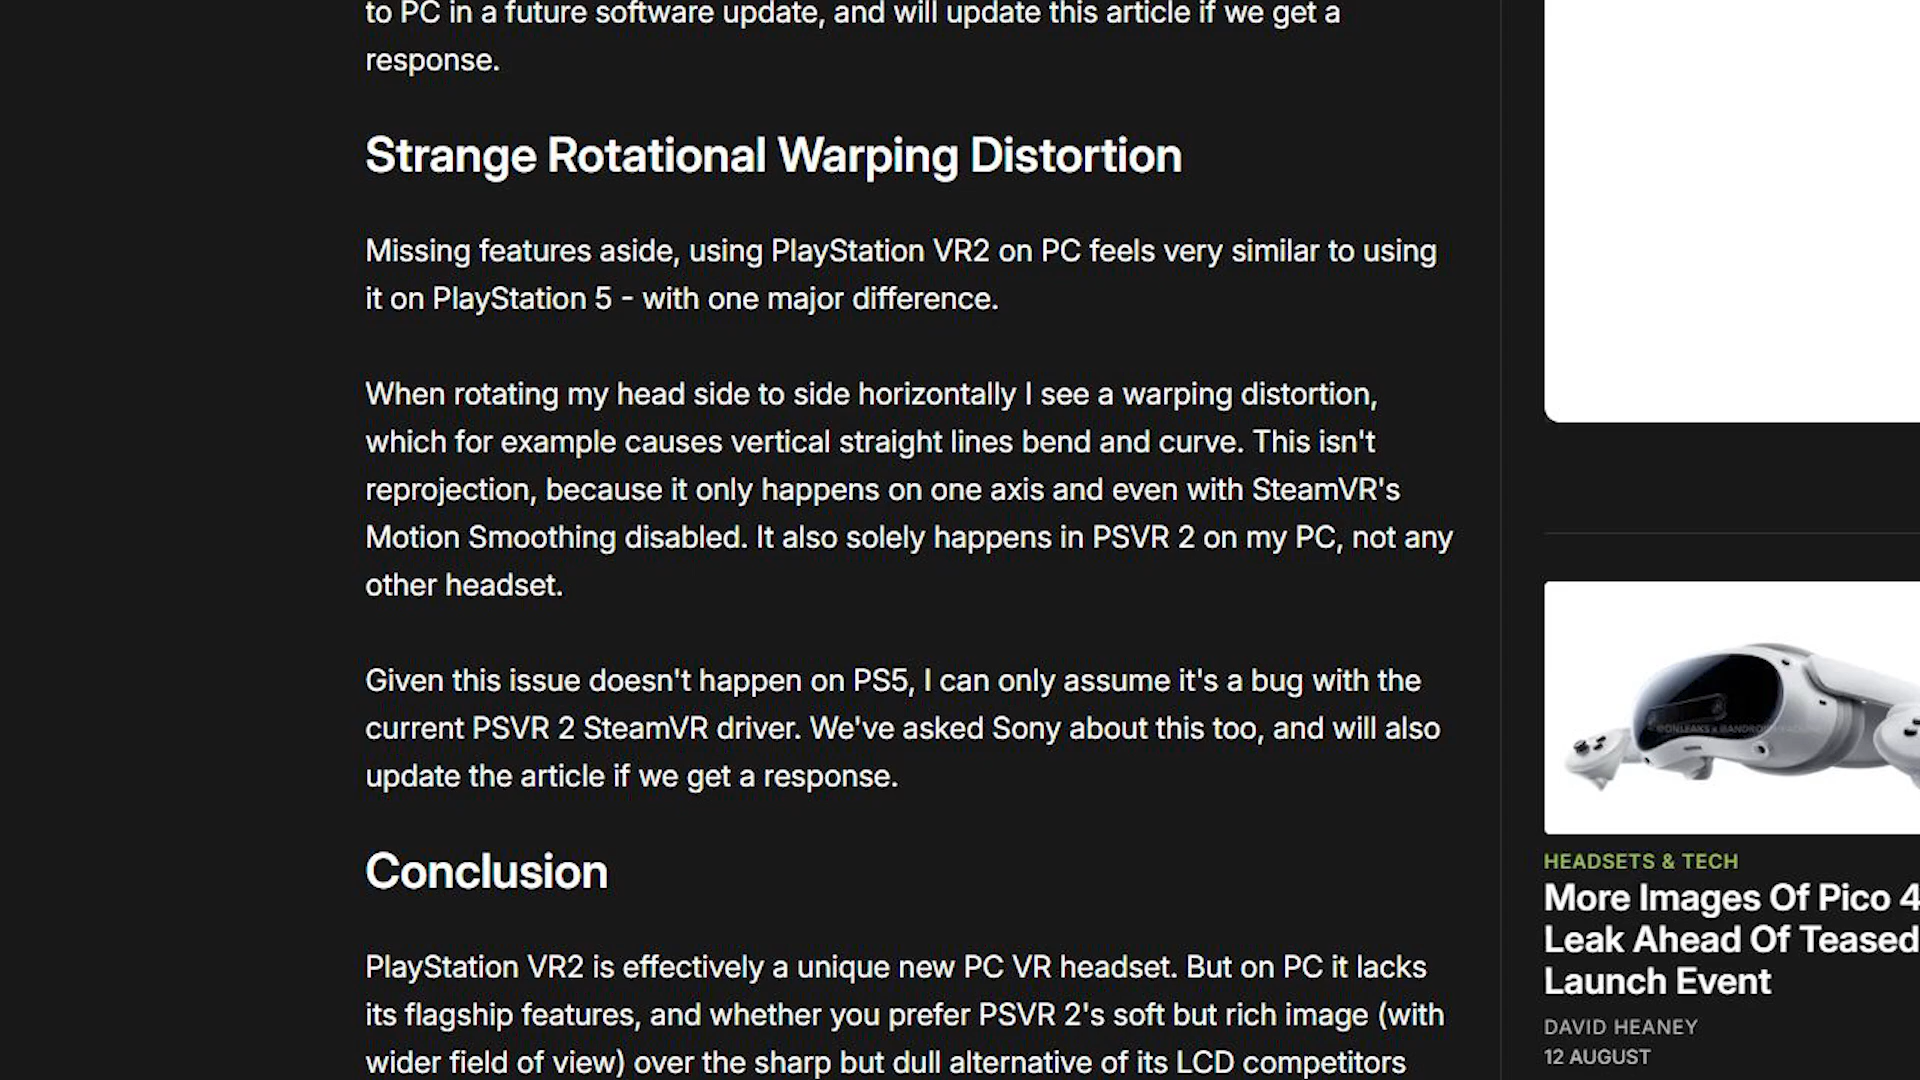 to PC in a future software update, and will update this article if we get a
response.
Strange Rotational Warping Distortion
Missing features aside, using PlayStation VR2 on PC feels very similar to using
it on PlayStation 5 - with one major difference.
When rotating my head side to side horizontally I see a warping distortion,
which for example causes vertical straight lines bend and curve. This isn't
reprojection, because it only happens on one axis and even with SteamVR's
Motion Smoothing disabled. It also solely happens in PSVR 2 on my PC, not any
other headset.
Given this issue doesn't happen on PS5, I can only assume it's a bug with the
current PSVR 2 SteamVR driver. We've asked Sony about this too, and will also
update the article if we get a response.
Conclusion
PlayStation VR2 is effectively a unique new PC VR headset. But on PC it lacks
its flagship features, and whether you prefer PSVR 2's soft but rich image (with
wider field of view) over the sharp but dull alternative of its LCD competitors
HEADSETS & TECH
More Images Of Pico 4
Leak Ahead Of Teased
Launch Event
DAVID HEANEY
12 AUGUST